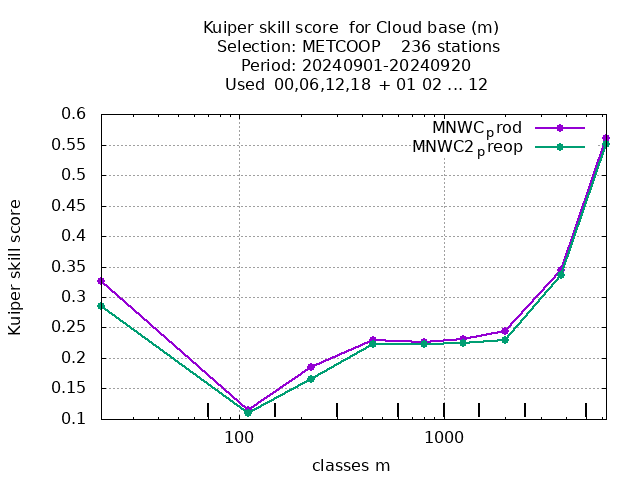 Kuiper skill score  for Cloud base (m)
Selection: METCOOP    236 stations
Period: 20240901-20240920
Used  00,06,12,18 + 01 02 ... 12
MNWCprod
MNWC2preop
0.6
0.55
0.5
0.45
0.4
0.35
0.3
0.25
0.2
0.15
0.1
Kuiper skill score
100
1000
classes m